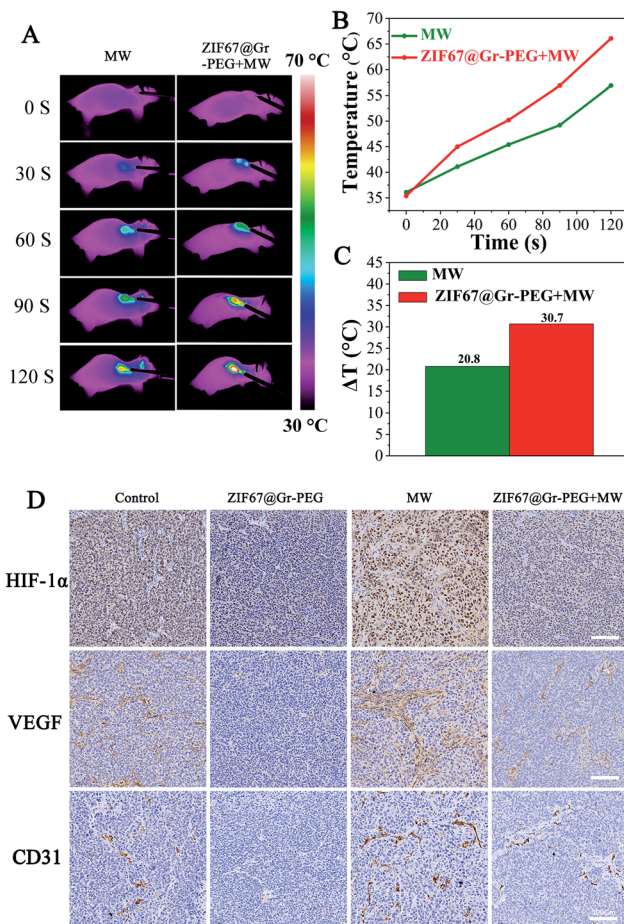 A
MW
ZIF67@Gr
-PEG+MW
70 °C
0 S
30 S
60 S
90 S
120 S
30 °C
B
70
65
60
55
50
45
40
35
Temperature (°C)
MW
ZIF67@Gr-PEG+MW
0 20 40 60 80 100 120
Time (s)
C
45
40
35
30
25
20
15
10
5
0
ΔT (°C)
MW
ZIF67@Gr-PEG+MW
20.8
30.7
D
Control ZIF67@Gr-PEG MW ZIF67@Gr-PEG+MW
HIF-1α
VEGF
CD31